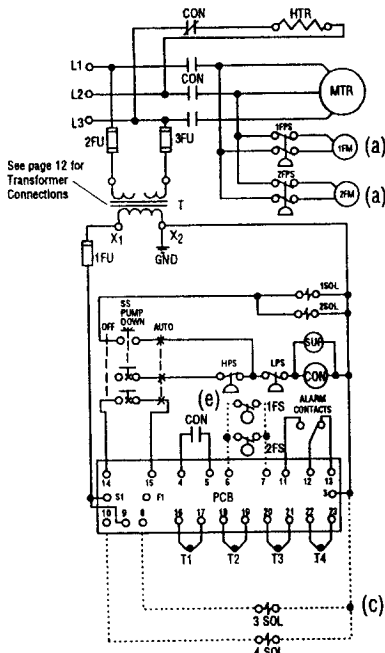 CON
HTR
L1
CON
L2
MTR
L3
1FPS
2FU
3FU
1FM
(a)
See page 12 for
Transformer
Connections
2FPS
2FM
(a)
T
X1
X2
1FU
GND
1SOL
2SOL
SS
PUMP
DOWN
OFF
AUTO
SUR
HPS
LPS
CON
(e)
1FS
ALARM
CONTACTS
CON
2FS
14
15
4
5
6
7
11
12
13
S1
F1
PCB
3
10
9
8
16
17
18
19
20
21
22
23
T1
T2
T3
T4
3 SOL
(c)
4 SOL